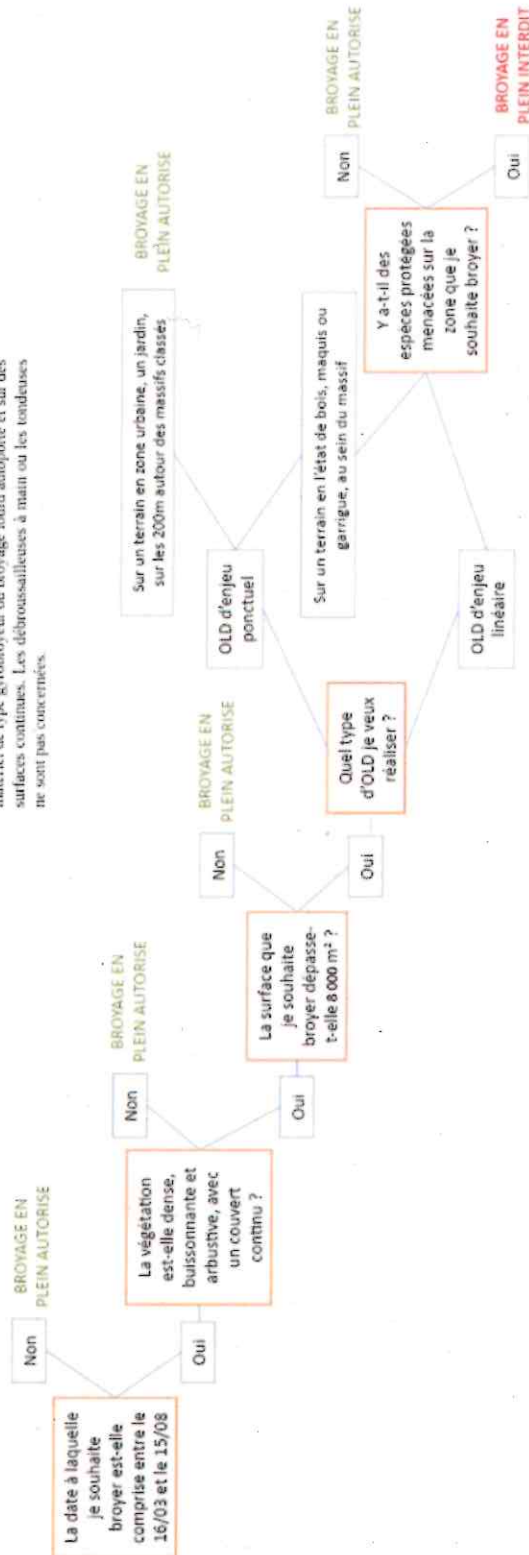 matériel de type gyrobroyeur ou broyage lourd autoporté et sur des
surfaces continues. Les débroussailleuses à main ou les tondeuses
ne sont pas concernées.
La date à laquelle
je souhaite
broyer est-elle
comprise entre le
16/03 et le 15/08
Non
BROYAGE EN
PLEIN AUTORISE
Oui
La végétation
est-elle dense,
buissonnante et
arbustive, avec
un couvert
continu ?
Non
BROYAGE EN
PLEIN AUTORISE
Oui
La surface que
je souhaite
broyer dépasse-
t-elle 8 000 m² ?
Non
BROYAGE EN
PLEIN AUTORISE
Oui
Quel type
d'OLD je veux
réaliser ?
OLD d'enjeu
ponctuel
Sur un terrain en zone urbaine, un jardin,
sur les 200m autour des massifs classés
BROYAGE EN
PLEIN AUTORISE
Sur un terrain en l'état de bois, maquis ou
garrigue, au sein du massif
OLD d'enjeu
linéaire
Y a-t-il des
espèces protégées
menacées sur la
zone que je
souhaite broyer ?
Non
BROYAGE EN
PLEIN AUTORISE
Oui
BROYAGE EN
PLEIN INTERDIT